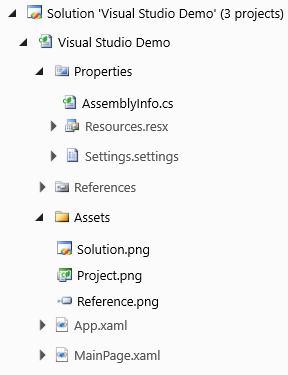 Solution 'Visual Studio Demo' (3 projects)
Visual Studio Demo
Properties
AssemblyInfo.cs
Resources.resx
Settings.settings
References
Assets
Solution.png
Project.png
Reference.png
App.xaml
MainPage.xaml